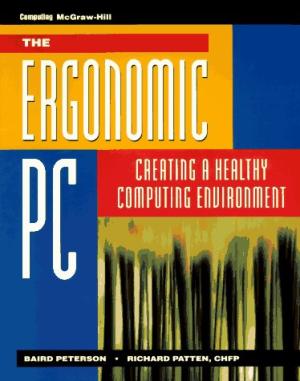 Computing McGraw-Hill
THE
ERGONOMIC
PC
CREATING A HEALTHY
COMPUTING ENVIRONMENT
BAIRD PETERSON • RICHARD PATTEN, CHFP